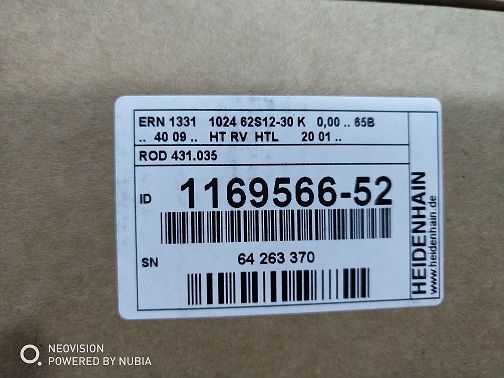 ERN 1331 1024 62S12-30 K 0,00 .. 65B
.. 40 09 .. HT RV HTL 20 01 ..
ROD 431.035
ID 1169566-52
SN 64 263 370
HEIDENHAIN
www.heidenhain.de
NEOVISION
POWERED BY NUBIA